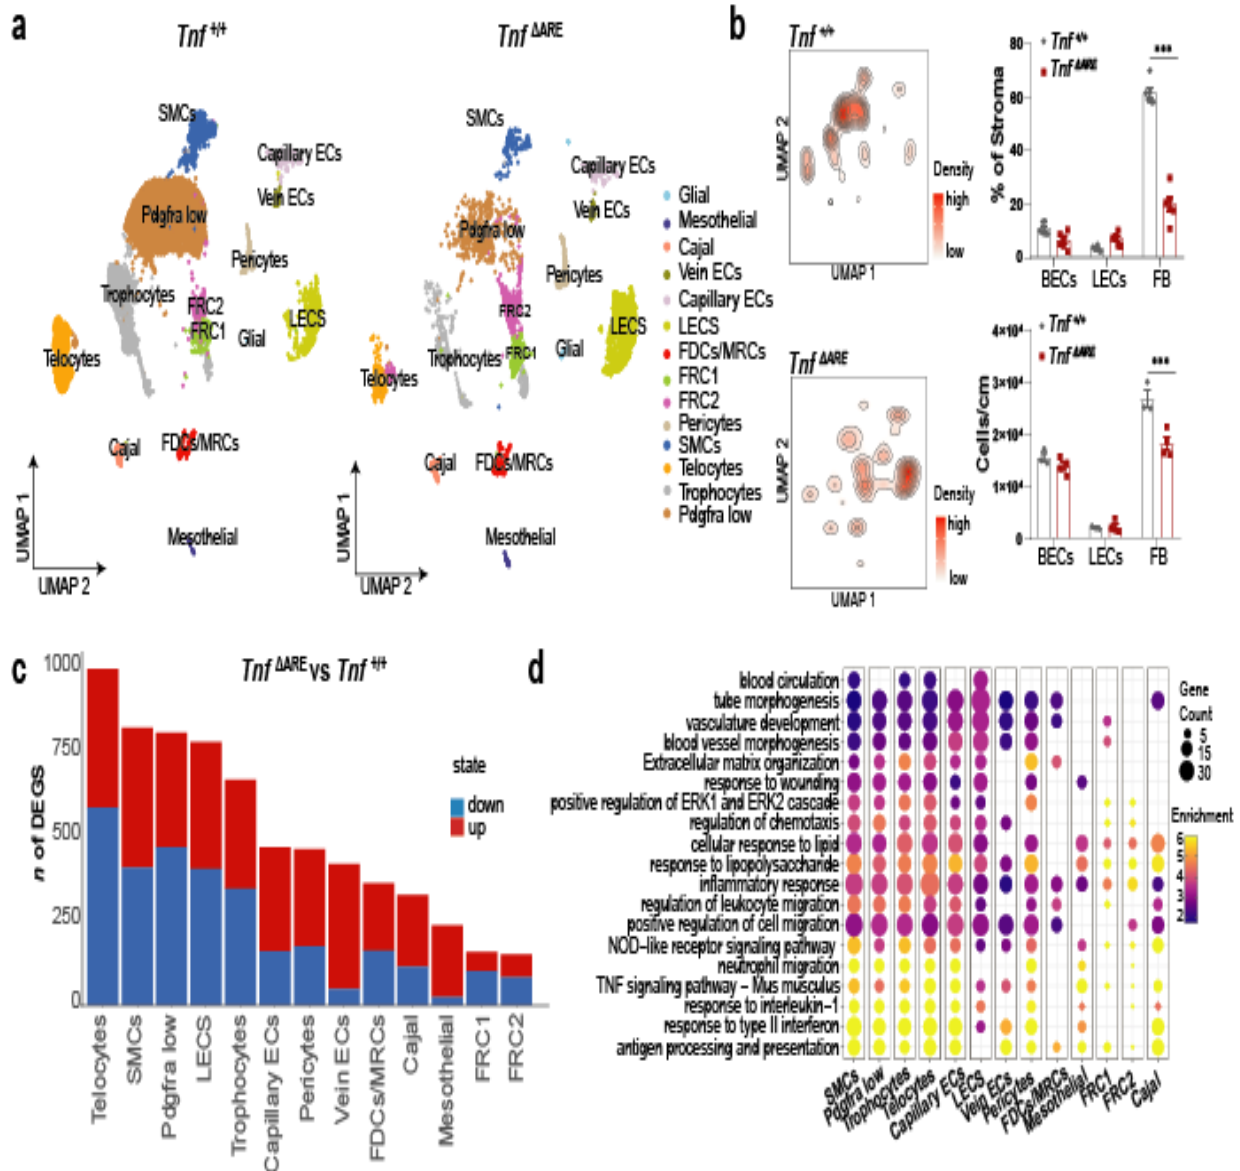 a
Tnf +/+
Tnf ΔARE
SMCs
Capillary ECs
Vein ECs
Pdgfra low
Pericytes
Trophocytes
FRC2
FRC1
Glial
LECS
Telocytes
Cajal
FDCs/MRCs
Mesothelial
UMAP 1
UMAP 2
SMCs
Capillary ECs
Vein ECs
Pdgfra low
Pericytes
FRC2
LECS
Trophocytes
FRC1
Glial
Telocytes
Cajal
FDCs/MRCs
Mesothelial
UMAP 1
UMAP 2
Glial
Mesothelial
Cajal
Vein ECs
Capillary ECs
LECS
FDCs/MRCs
FRC1
FRC2
Pericytes
SMCs
Telocytes
Trophocytes
Pdgfra low
b
Tnf +/+
UMAP 2
UMAP 1
Density
high
low
% of Stroma
80
60
40
20
0
Tnf +/+
Tnf ΔARE
***
BECs LECs FB
Tnf ΔARE
UMAP 2
UMAP 1
Density
high
low
Cells/cm
4×10⁴
3×10⁴
2×10⁴
1×10⁴
0
Tnf +/+
Tnf ΔARE
***
BECs LECs FB
c
Tnf ΔARE vs Tnf +/+
n of DEGS
1000
750
500
250
0
state
down
up
Telocytes
SMCs
Pdgfra low
LECS
Trophocytes
Capillary ECs
Pericytes
Vein ECs
FDCs/MRCs
Cajal
Mesothelial
FRC1
FRC2
d
blood circulation
tube morphogenesis
vasculature development
blood vessel morphogenesis
Extracellular matrix organization
response to wounding
positive regulation of ERK1 and ERK2 cascade
regulation of chemotaxis
cellular response to lipid
response to lipopolysaccharide
inflammatory response
regulation of leukocyte migration
positive regulation of cell migration
NOD-like receptor signaling pathway
neutrophil migration
TNF signaling pathway - Mus musculus
response to interleukin-1
response to type II interferon
antigen processing and presentation
SMCs
Pdgfra low
Trophocytes
Telocytes
Capillary ECs
LECS
Vein ECs
Pericytes
FDCs/MRCs
Mesothelial
FRC1
FRC2
Cajal
Gene
Count
5
15
30
Enrichment
6
5
4
3
2